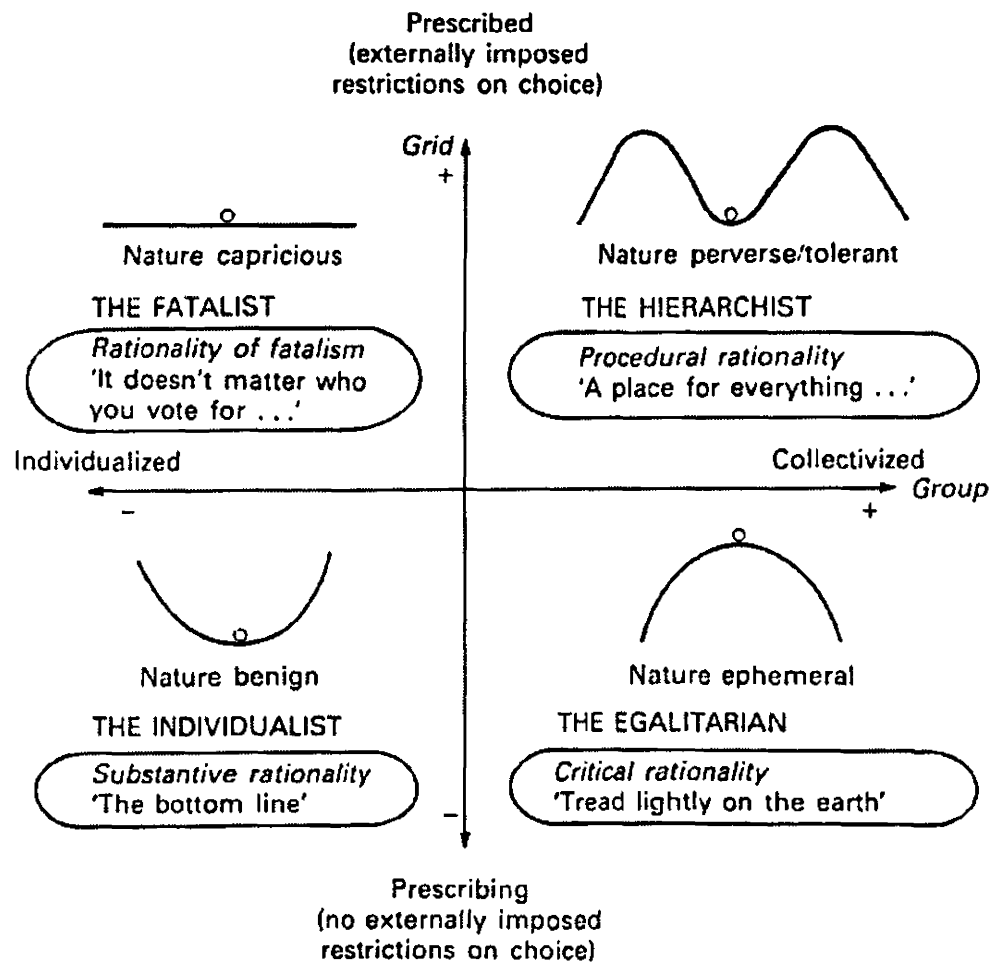 Prescribed
(externally imposed
restrictions on choice)
Grid
+
Nature capricious
THE FATALIST
Rationality of fatalism
'It doesn't matter who
you vote for ...'
Nature perverse/tolerant
THE HIERARCHIST
Procedural rationality
'A place for everything ...'
Individualized
Collectivized
Group
−
+
Nature benign
THE INDIVIDUALIST
Substantive rationality
'The bottom line'
Nature ephemeral
THE EGALITARIAN
Critical rationality
'Tread lightly on the earth'
−
Prescribing
(no externally imposed
restrictions on choice)